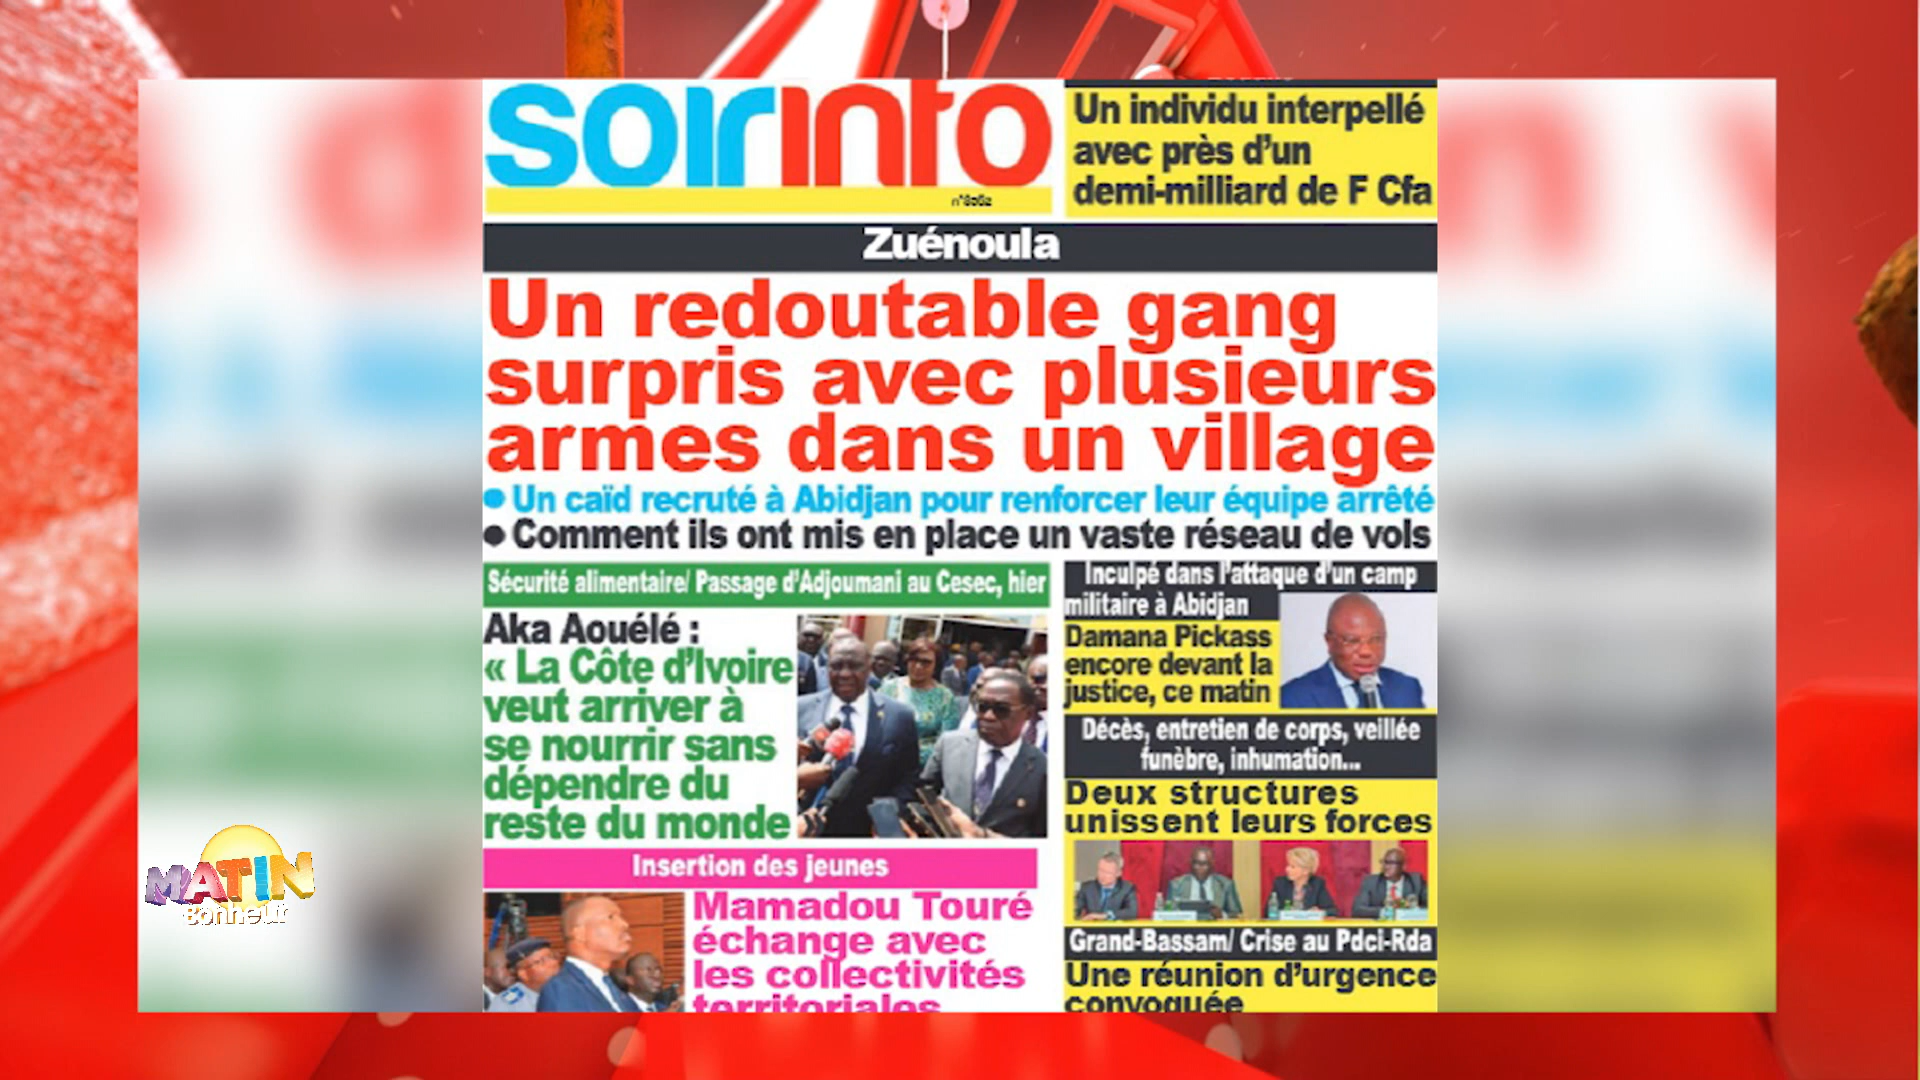 soirinfo
Un individu interpellé
avec près d'un
demi-milliard de F Cfa
Zuénoula
Un redoutable gang
surpris avec plusieurs
armes dans un village
• Un caïd recruté à Abidjan pour renforcer leur équipe arrêté
• Comment ils ont mis en place un vaste réseau de vols
Sécurité alimentaire/ Passage d'Adjoumani au Cesec, hier
Aka Aouélé :
« La Côte d'Ivoire
veut arriver à
se nourrir sans
dépendre du
reste du monde
Insertion des jeunes
Mamadou Touré
échange avec
les collectivités
territoriales
Inculpé dans l'attaque d'un camp
militaire à Abidjan
Damana Pickass
encore devant la
justice, ce matin
Décès, entretien de corps, veillée
funèbre, inhumation...
Deux structures
unissent leurs forces
Grand-Bassam/ Crise au Pdci-Rda
Une réunion d'urgence
convoquée
MATIN
Bonheur